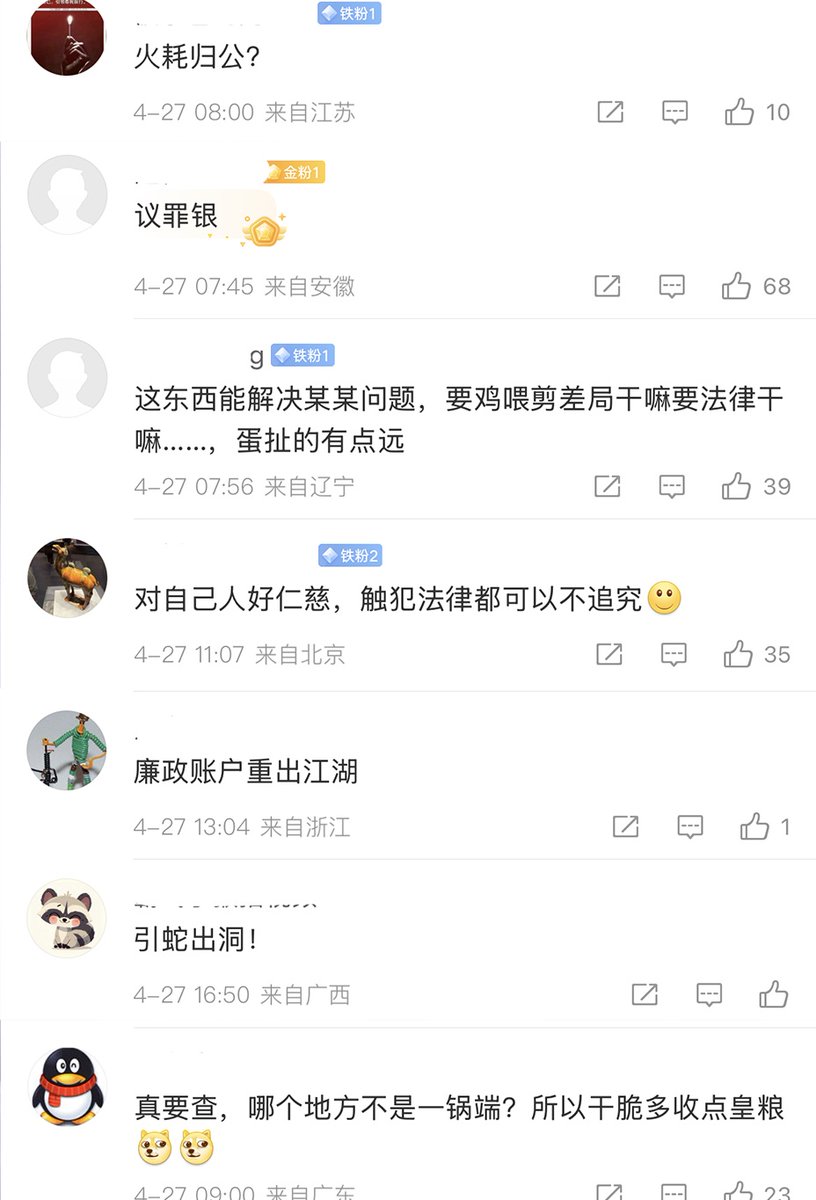 铁粉1
火耗归公?
4-27 08:00 来自江苏
10
金粉1
议罪银
4-27 07:45 来自安徽
68
g 铁粉1
这东西能解决某某问题，要鸡喂剪差局干嘛要法律干
嘛……，蛋扯的有点远
4-27 07:56 来自辽宁
39
铁粉2
对自己人好仁慈，触犯法律都可以不追究
4-27 11:07 来自北京
35
廉政账户重出江湖
4-27 13:04 来自浙江
1
引蛇出洞！
4-27 16:50 来自广西
真要查，哪个地方不是一锅端？所以干脆多收点皇粮
4-27 09:00 来自广东
23